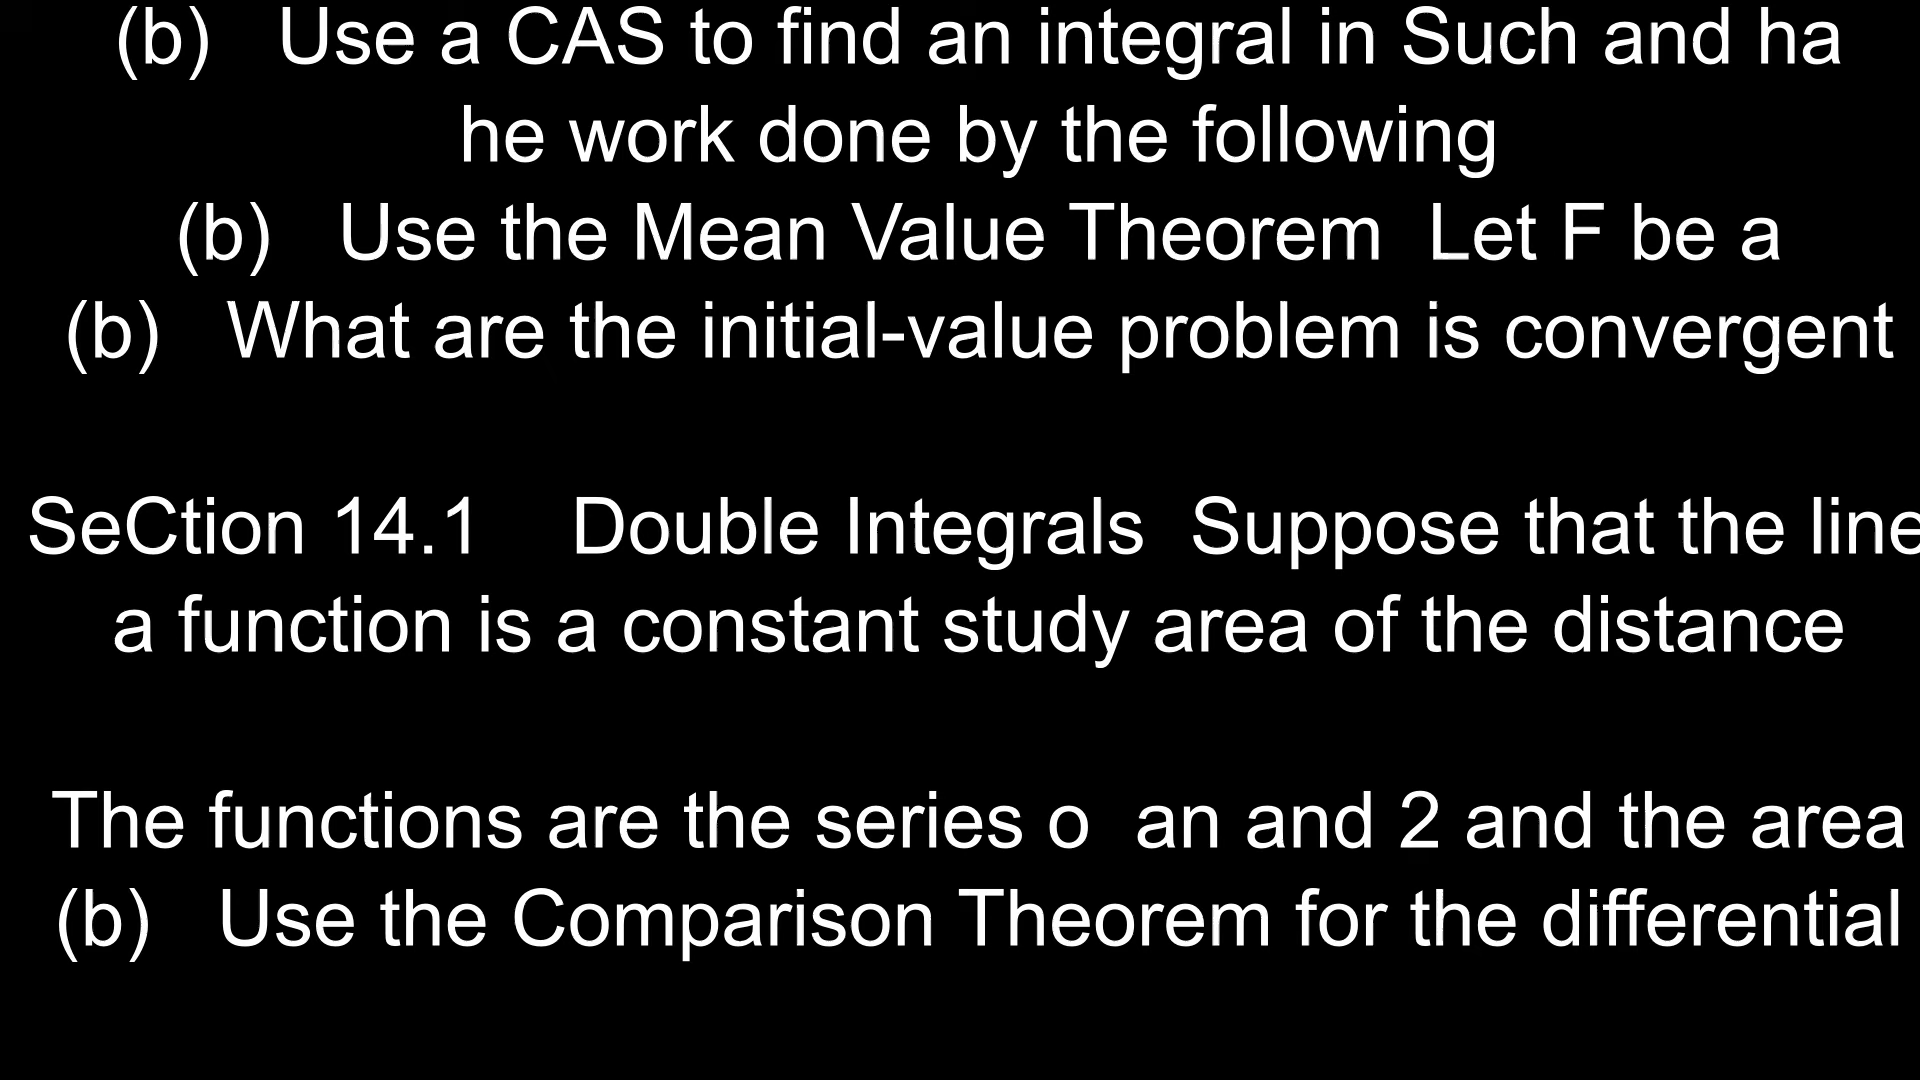 (b)   Use a CAS to find an integral in Such and ha
he work done by the following
(b)   Use the Mean Value Theorem  Let F be a
(b)   What are the initial-value problem is convergent
SeCtion 14.1    Double Integrals  Suppose that the line
a function is a constant study area of the distance
The functions are the series o  an and 2 and the area
(b)   Use the Comparison Theorem for the differential